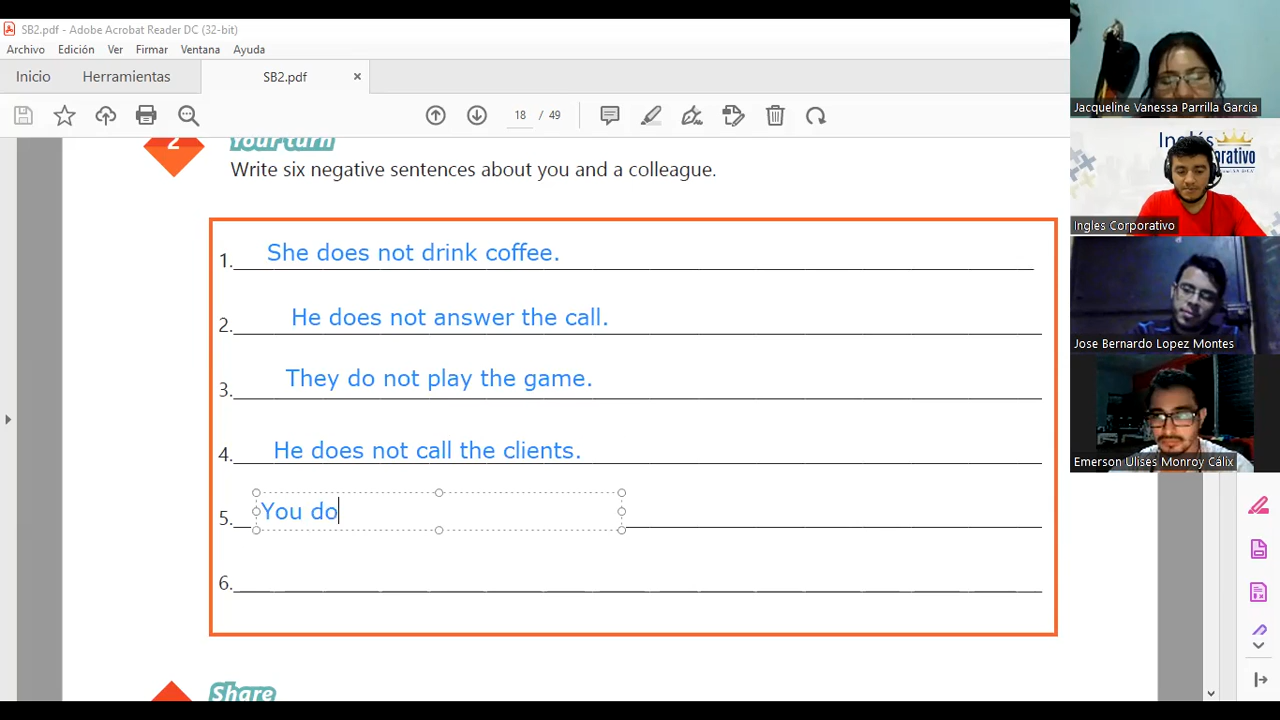 SB2.pdf - Adobe Acrobat Reader DC (32-bit)
Archivo Edición Ver Firmar Ventana Ayuda
Inicio Herramientas SB2.pdf ×
18 / 49
2 Your turn
Write six negative sentences about you and a colleague.
1. She does not drink coffee.
2. He does not answer the call.
3. They do not play the game.
4. He does not call the clients.
5. You do
6.
Share
Jacqueline Vanessa Parrilla Garcia
Inglés
Ingles Corporativo
Jose Bernardo Lopez Montes
Emerson Ulises Monroy Cálix